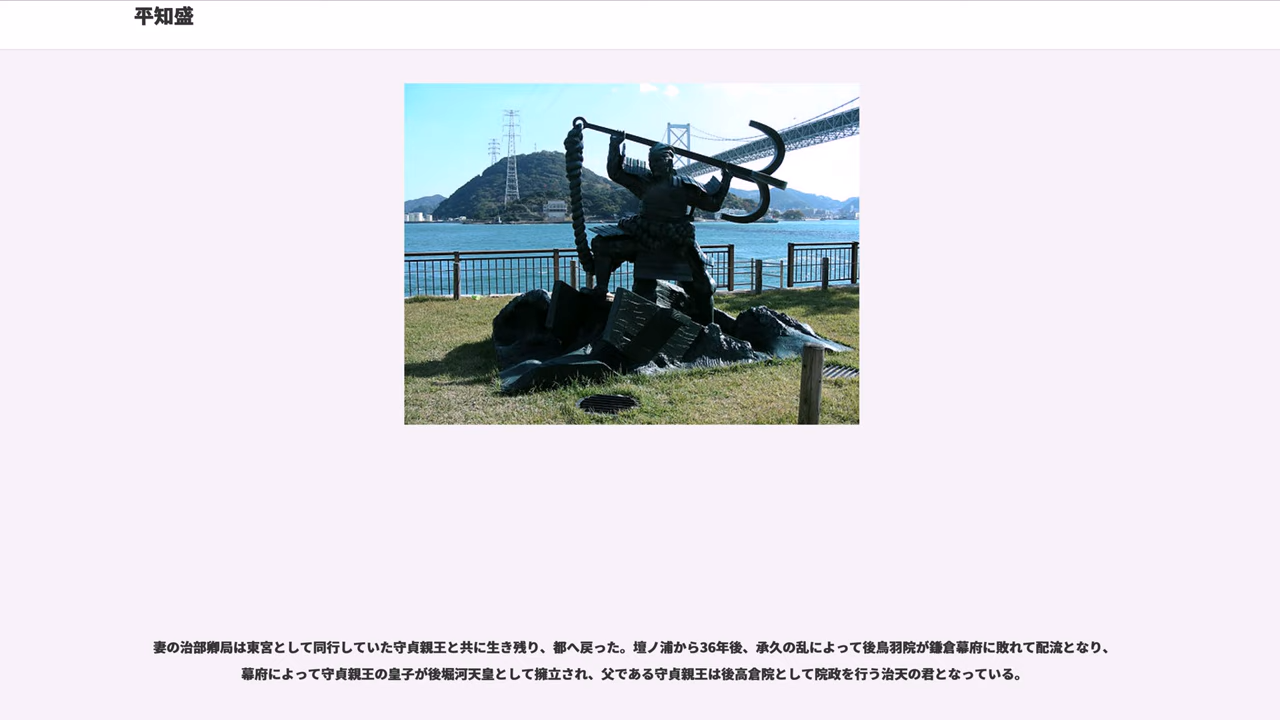 平知盛
妻の治部卿局は東宮として同行していた守貞親王と共に生き残り、都へ戻った。壇ノ浦から36年後、承久の乱によって後鳥羽院が鎌倉幕府に敗れて配流となり、
幕府によって守貞親王の皇子が後堀河天皇として擁立され、父である守貞親王は後高倉院として院政を行う治天の君となっている。